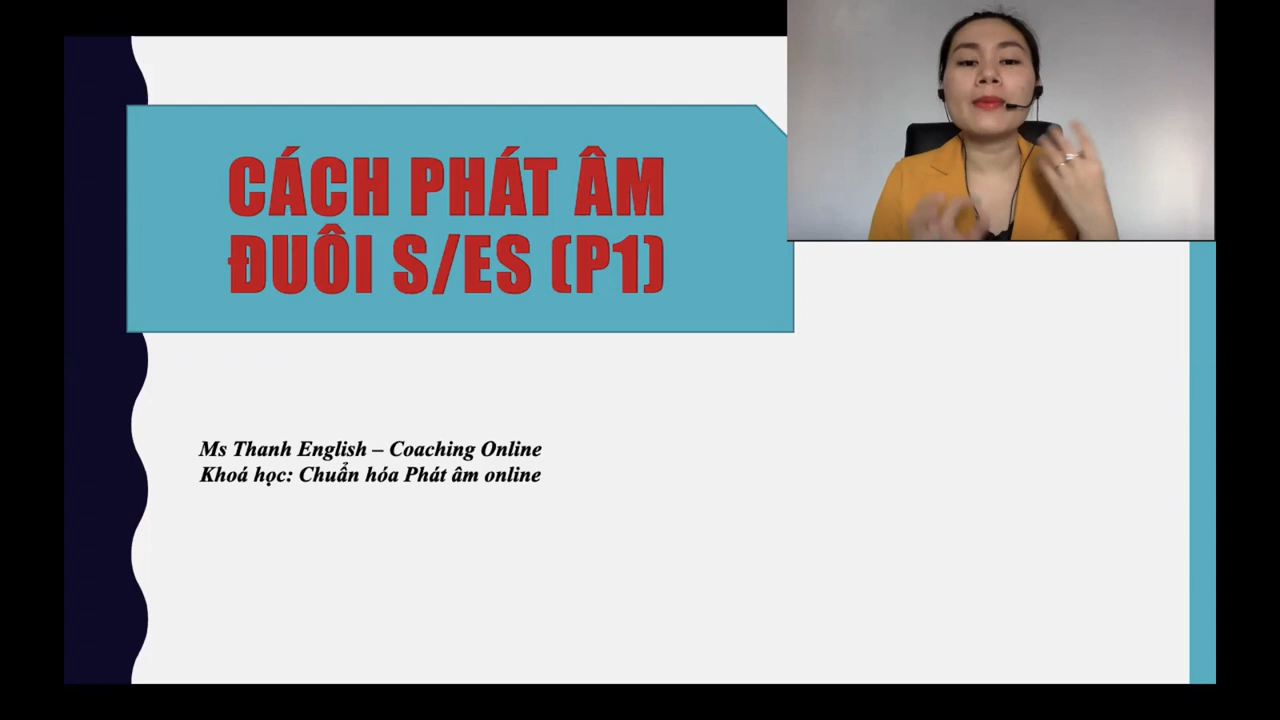 CÁCH PHÁT ÂM
ĐUÔI S/ES (P1)
Ms Thanh English – Coaching Online
Khoá học: Chuẩn hóa Phát âm online